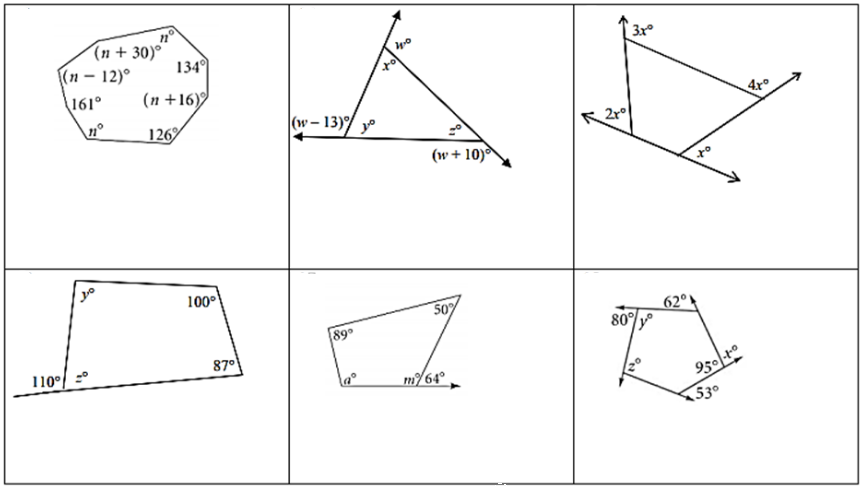 n°
(n + 30)°
134°
(n − 12)°
161°
(n +16)°
n°
126°
w°
x°
(w – 13)°
y°
z°
(w + 10)°
3x°
4x°
2x°
x°
y°
100°
87°
110°
z°
50°
89°
a°
m°
64°
62°
80°
y°
x°
95°
z°
53°